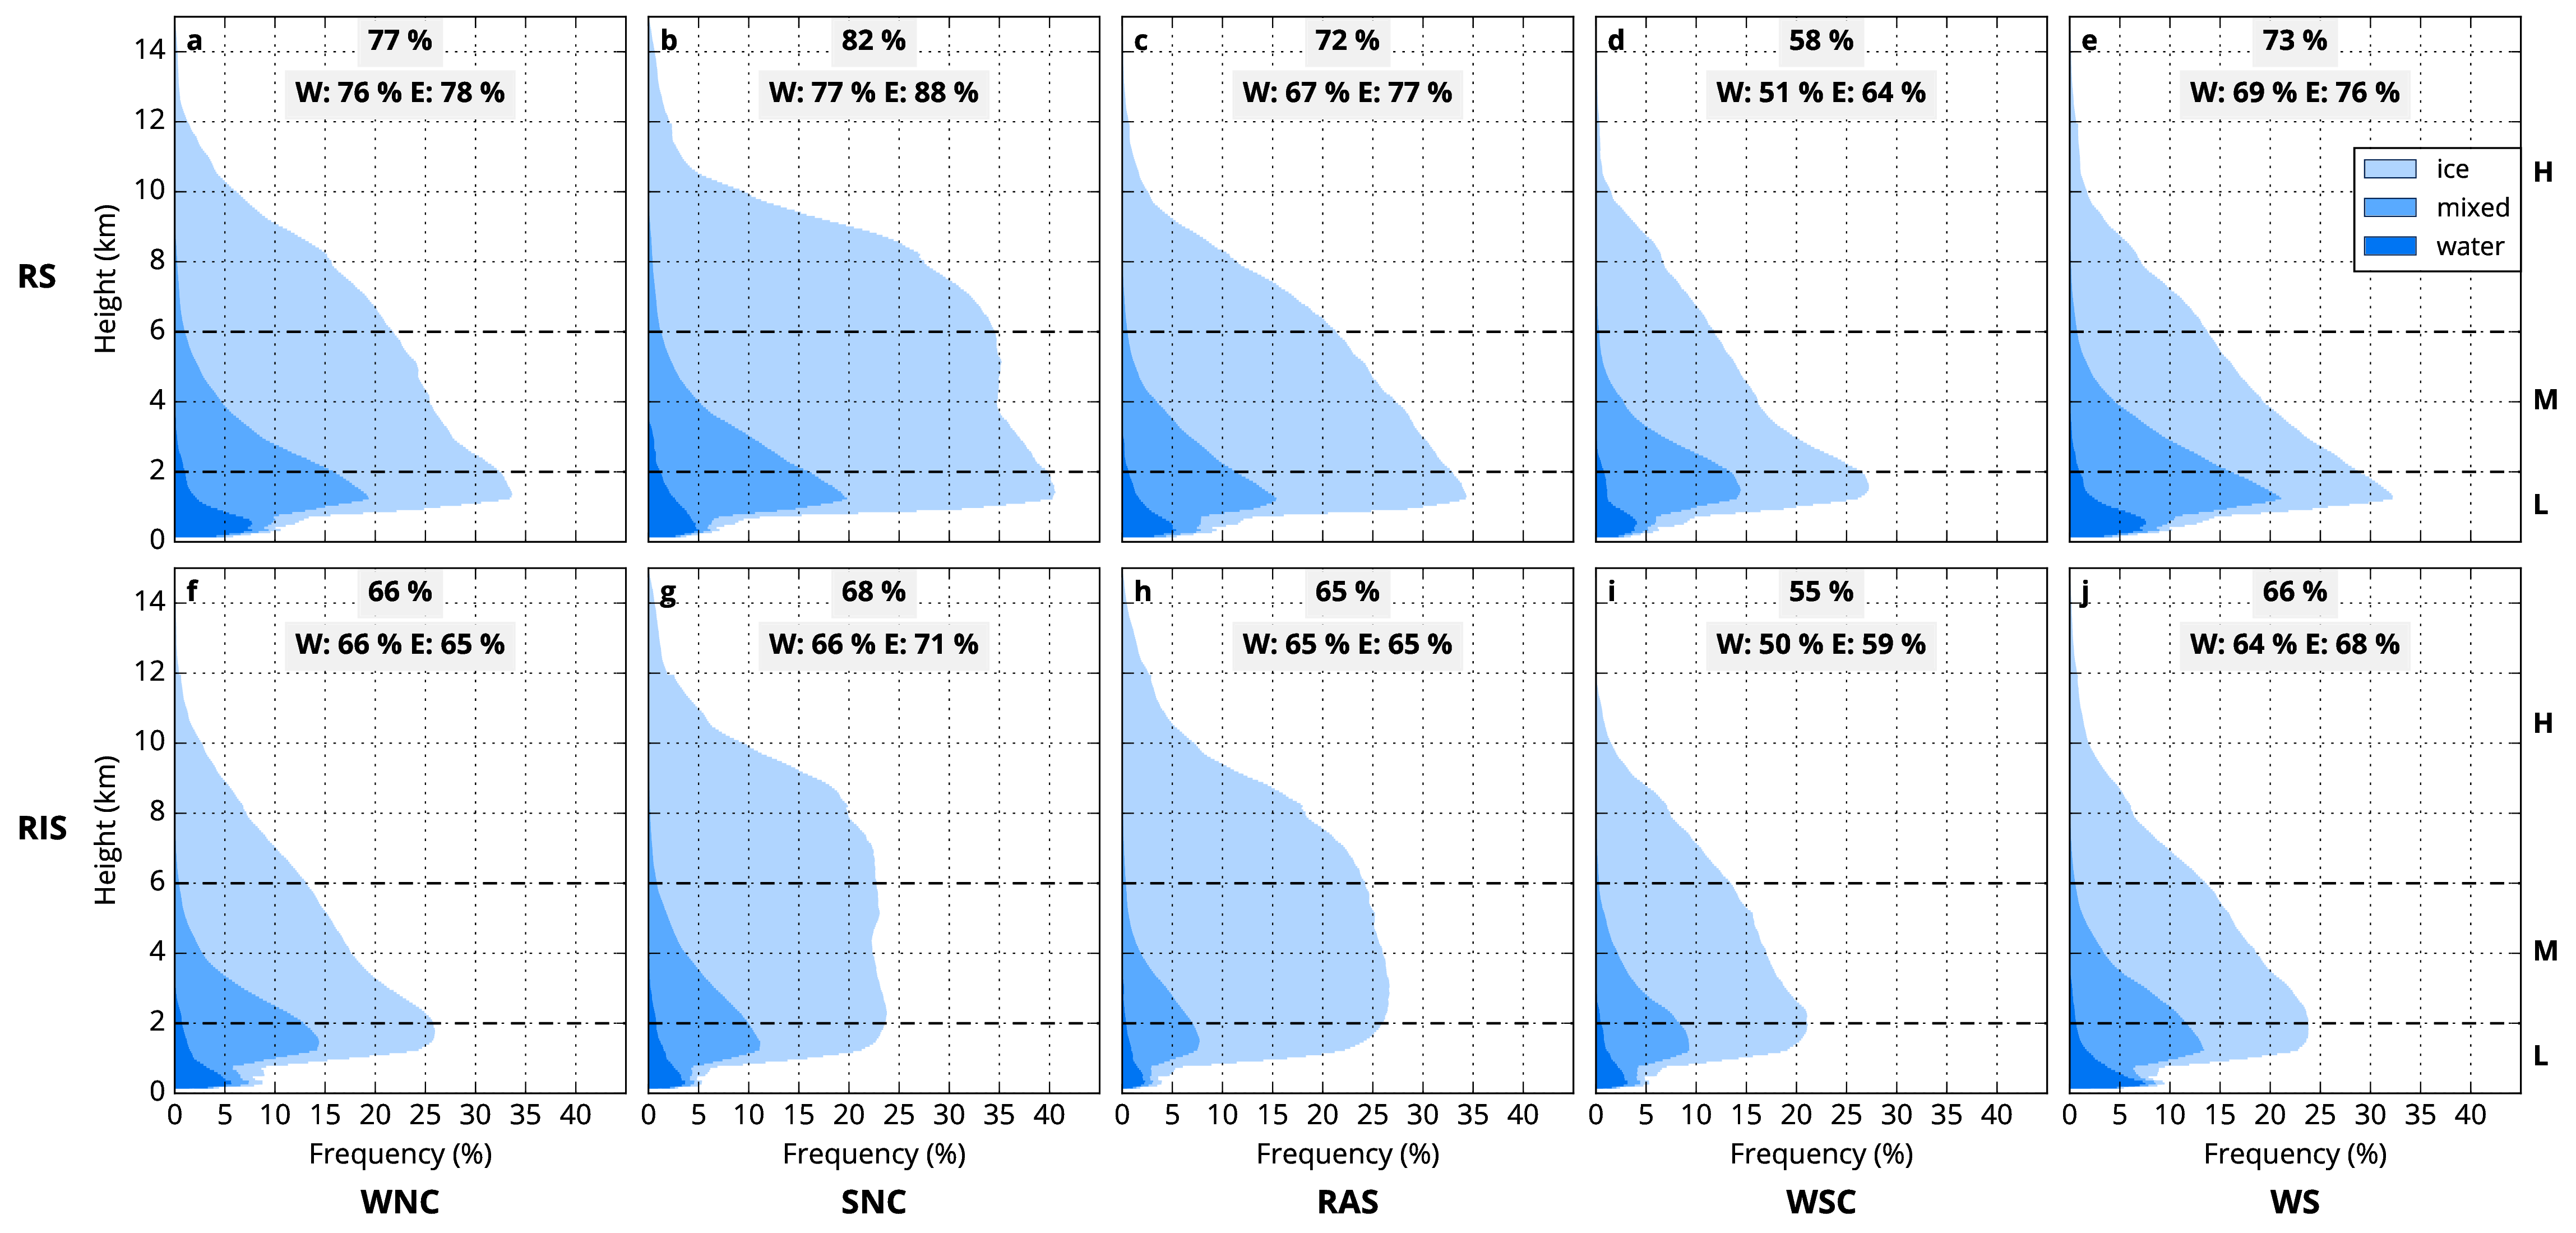 a 77 % b 82 % c 72 % d 58 % e 73 %
W: 76 % E: 78 % W: 77 % E: 88 % W: 67 % E: 77 % W: 51 % E: 64 % W: 69 % E: 76 %
14
12
10
8
6
4
2
0
Height (km)
RS
ice
mixed
water
H
M
L
f 66 % g 68 % h 65 % i 55 % j 66 %
W: 66 % E: 65 % W: 66 % E: 71 % W: 65 % E: 65 % W: 50 % E: 59 % W: 64 % E: 68 %
14
12
10
8
6
4
2
0
Height (km)
RIS
H
M
L
0 5 10 15 20 25 30 35 40 0 5 10 15 20 25 30 35 40 0 5 10 15 20 25 30 35 40 0 5 10 15 20 25 30 35 40 0 5 10 15 20 25 30 35 40
Frequency (%) Frequency (%) Frequency (%) Frequency (%) Frequency (%)
WNC SNC RAS WSC WS